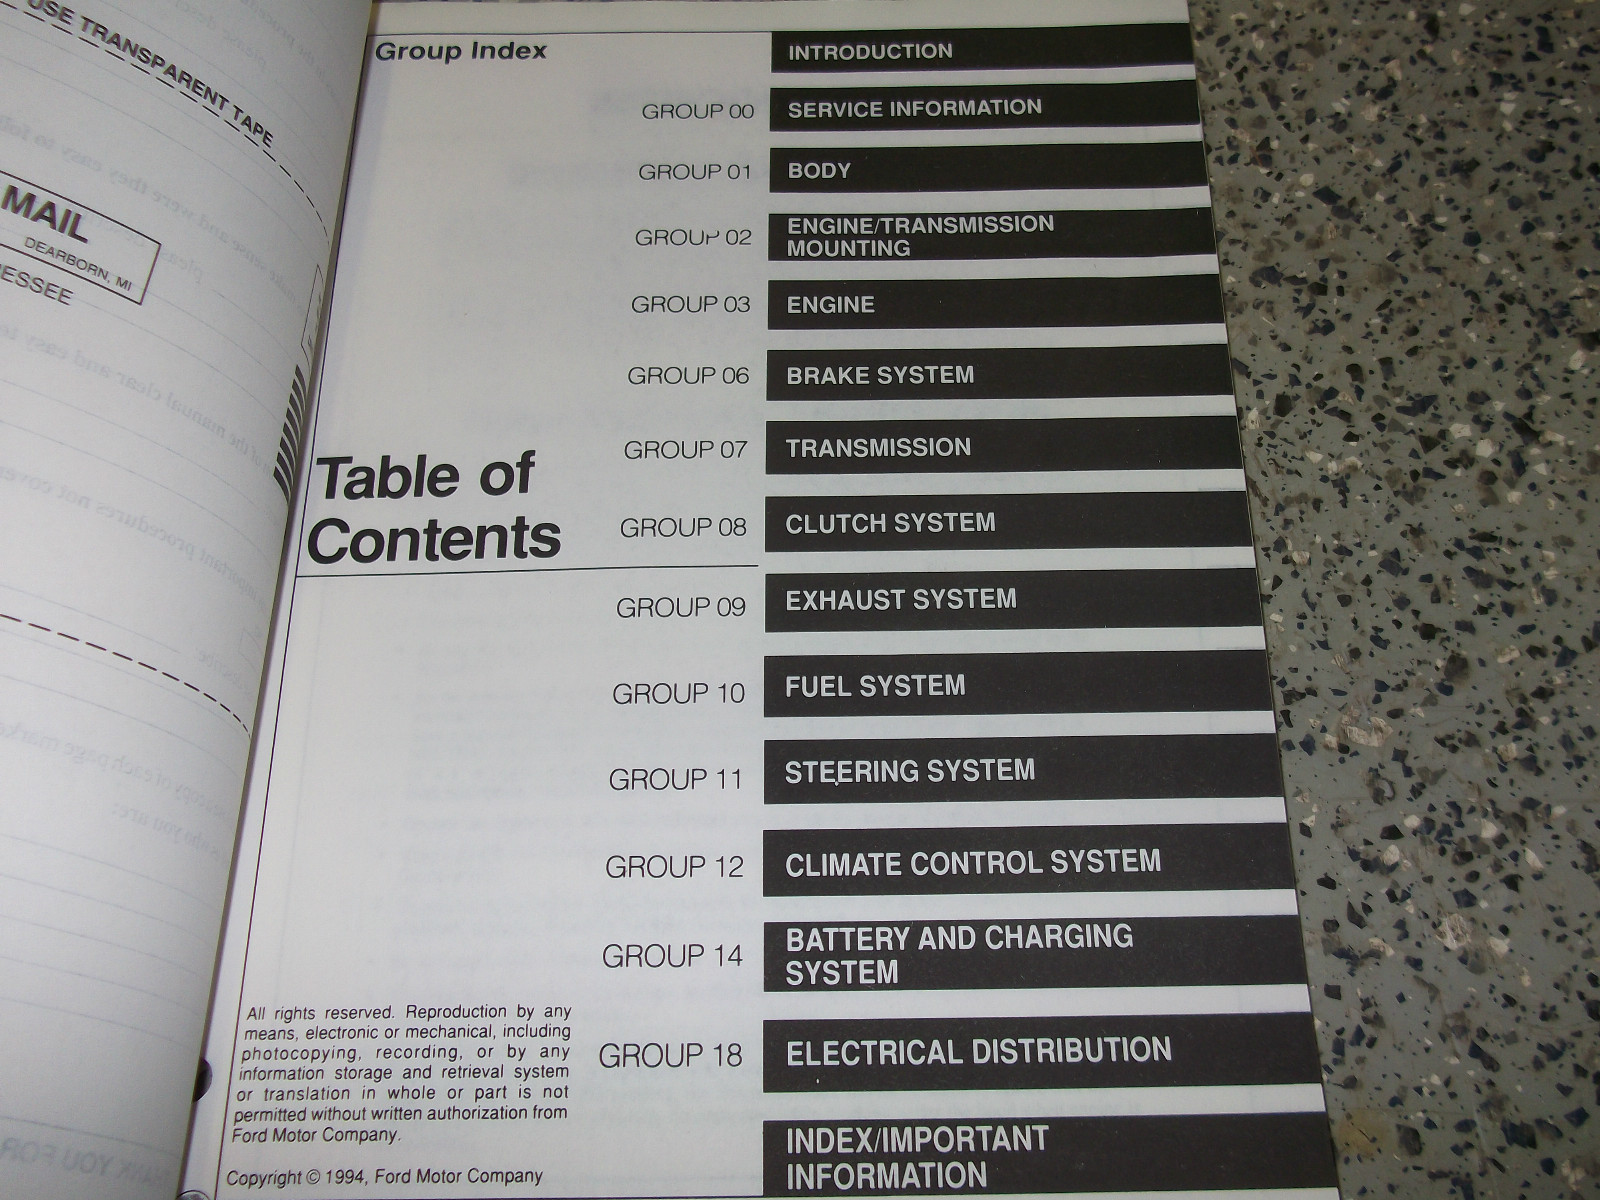 USE TRANSPARENT TAPE
MAIL
DEARBORN, MI
ESSEE
Group Index
INTRODUCTION
GROUP 00 SERVICE INFORMATION
GROUP 01 BODY
GROUP 02 ENGINE/TRANSMISSION
MOUNTING
GROUP 03 ENGINE
GROUP 06 BRAKE SYSTEM
GROUP 07 TRANSMISSION
Table of
Contents
GROUP 08 CLUTCH SYSTEM
GROUP 09 EXHAUST SYSTEM
GROUP 10 FUEL SYSTEM
GROUP 11 STEERING SYSTEM
GROUP 12 CLIMATE CONTROL SYSTEM
GROUP 14 BATTERY AND CHARGING
SYSTEM
GROUP 18 ELECTRICAL DISTRIBUTION
INDEX/IMPORTANT
INFORMATION
All rights reserved. Reproduction by any
means, electronic or mechanical, including
photocopying, recording, or by any
information storage and retrieval system
or translation in whole or part is not
permitted without written authorization from
Ford Motor Company.
Copyright © 1994, Ford Motor Company